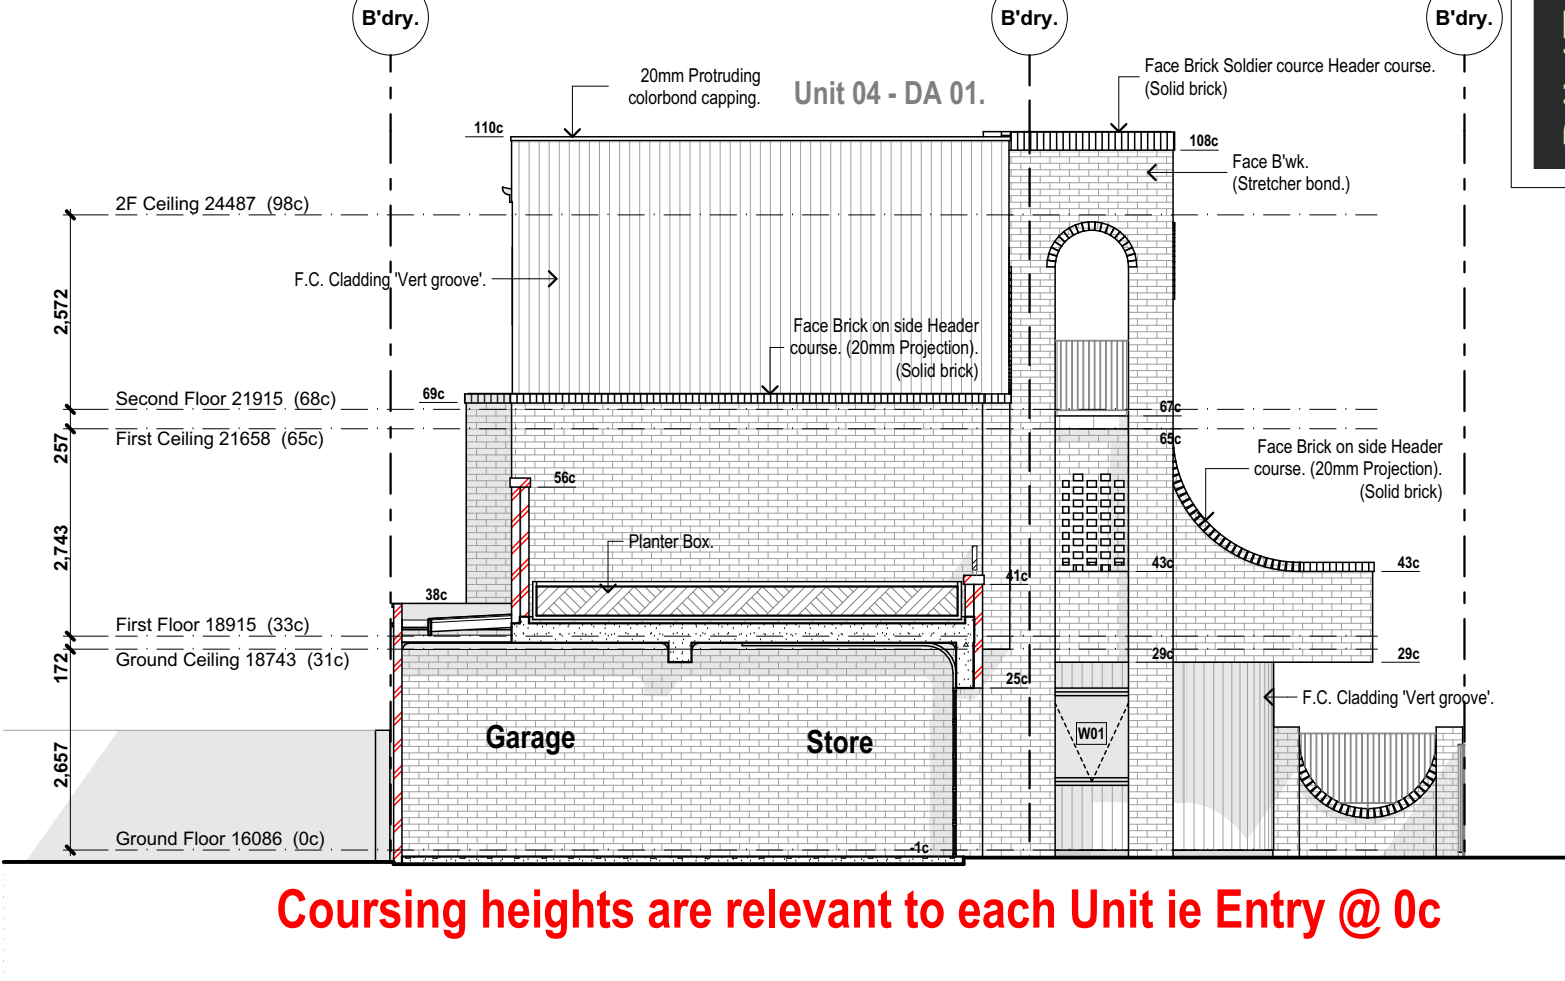 B'dry.
B'dry.
B'dry.
20mm Protruding
colorbond capping.
Unit 04 - DA 01.
Face Brick Soldier cource Header course.
(Solid brick)
110c
108c
Face B'wk.
(Stretcher bond.)
2F Ceiling 24487 (98c)
F.C. Cladding 'Vert groove'.
2,572
Face Brick on side Header
course. (20mm Projection).
(Solid brick)
69c
Second Floor 21915 (68c)
67c
257
First Ceiling 21658 (65c)
65c
Face Brick on side Header
course. (20mm Projection).
(Solid brick)
56c
2,743
Planter Box.
43c
43c
41c
38c
First Floor 18915 (33c)
172
Ground Ceiling 18743 (31c)
29c
29c
25c
F.C. Cladding 'Vert groove'.
Garage
Store
W01
2,657
Ground Floor 16086 (0c)
-1c
Coursing heights are relevant to each Unit ie Entry @ 0c